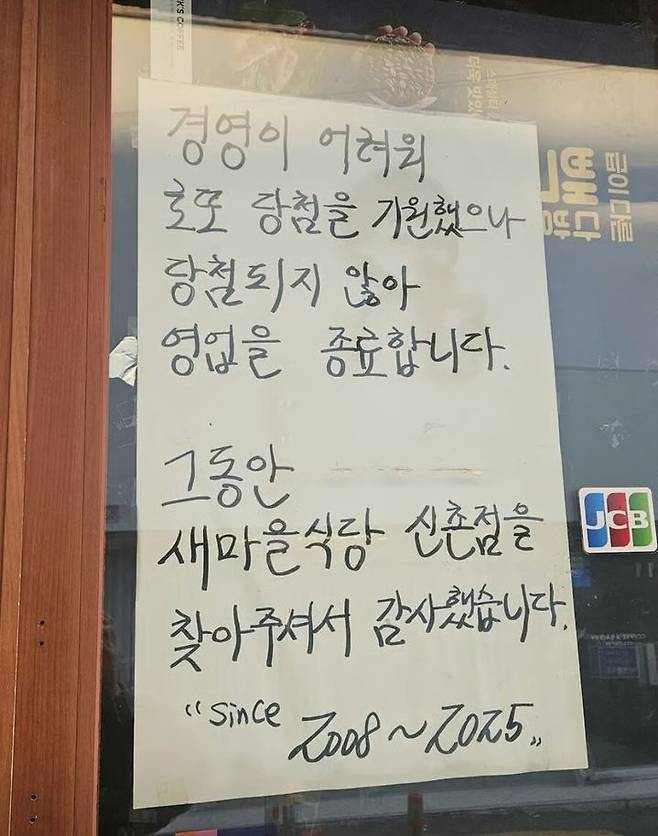 경영이 어려워
로또 당첨을 기원했으나
당첨되지 않아
영업을 종료합니다.
그동안
새마을식당 신촌점을
찾아주셔서 감사했습니다.
“since 2008~2025„
JCB